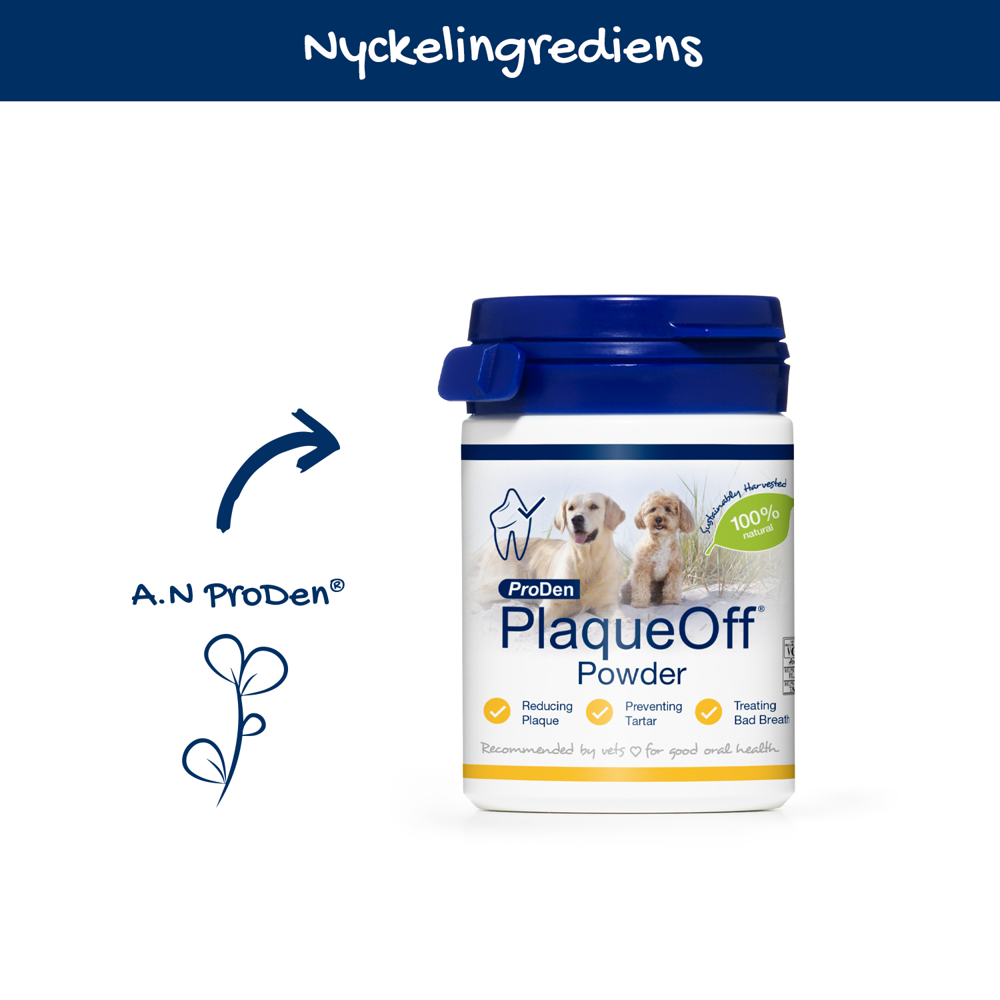 Nyckelingrediens
A.N ProDen®
Sustainably Harvested
100%
natural
ProDen
PlaqueOff®
Powder
Reducing
Plaque
Preventing
Tartar
Treating
Bad Breath
Recommended by vets ♡ for good oral health